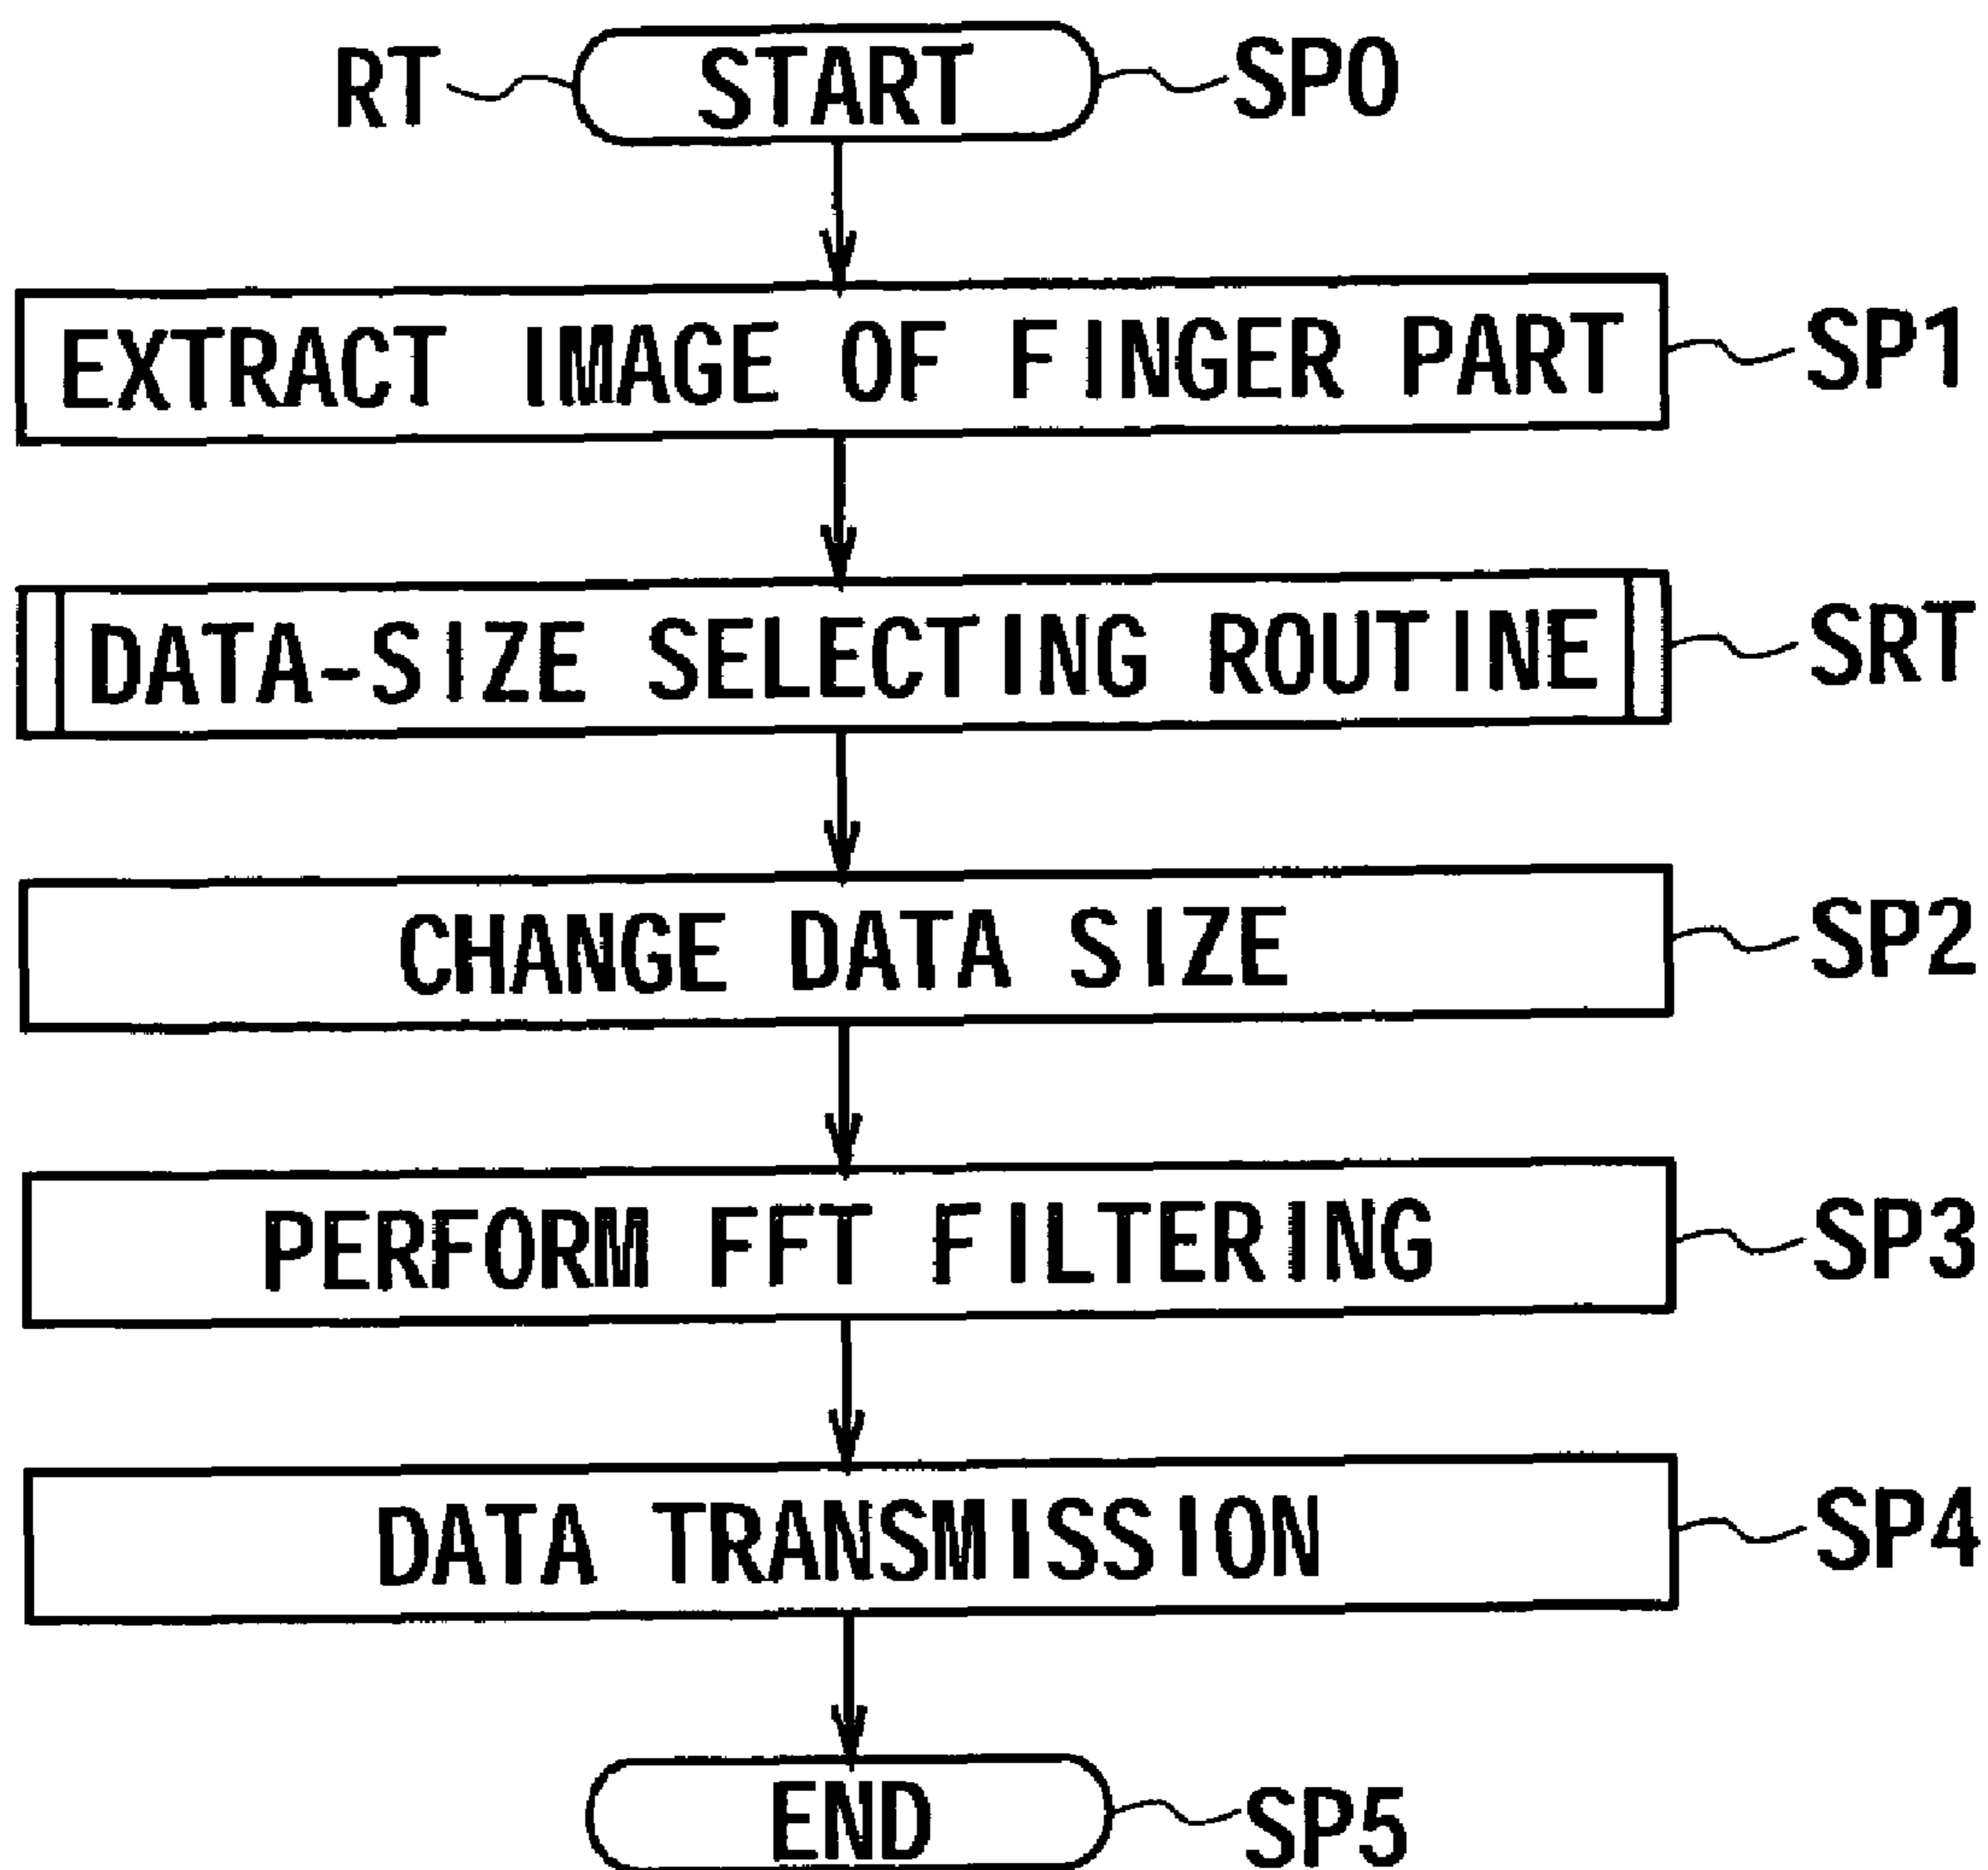 RT START SP0
EXTRACT IMAGE OF FINGER PART SP1
DATA-SIZE SELECTING ROUTINE SRT
CHANGE DATA SIZE SP2
PERFORM FFT FILTERING SP3
DATA TRANSMISSION SP4
END SP5